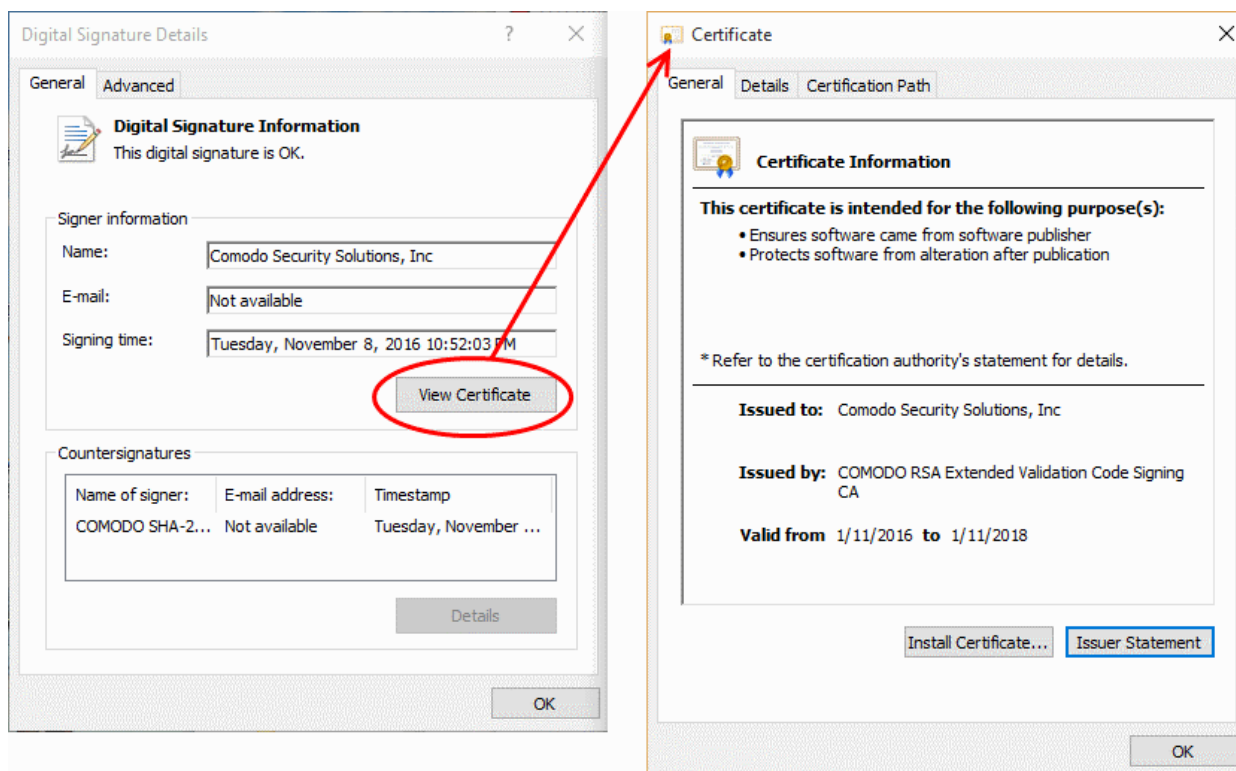 Digital Signature Details
General Advanced
Digital Signature Information
This digital signature is OK.
Signer information
Name: Comodo Security Solutions, Inc
E-mail: Not available
Signing time: Tuesday, November 8, 2016 10:52:03 PM
View Certificate
Countersignatures
Name of signer: E-mail address: Timestamp
COMODO SHA-2... Not available Tuesday, November ...
Details
OK
Certificate
General Details Certification Path
Certificate Information
This certificate is intended for the following purpose(s):
• Ensures software came from software publisher
• Protects software from alteration after publication
* Refer to the certification authority's statement for details.
Issued to: Comodo Security Solutions, Inc
Issued by: COMODO RSA Extended Validation Code Signing
CA
Valid from 1/11/2016 to 1/11/2018
Install Certificate... Issuer Statement
OK